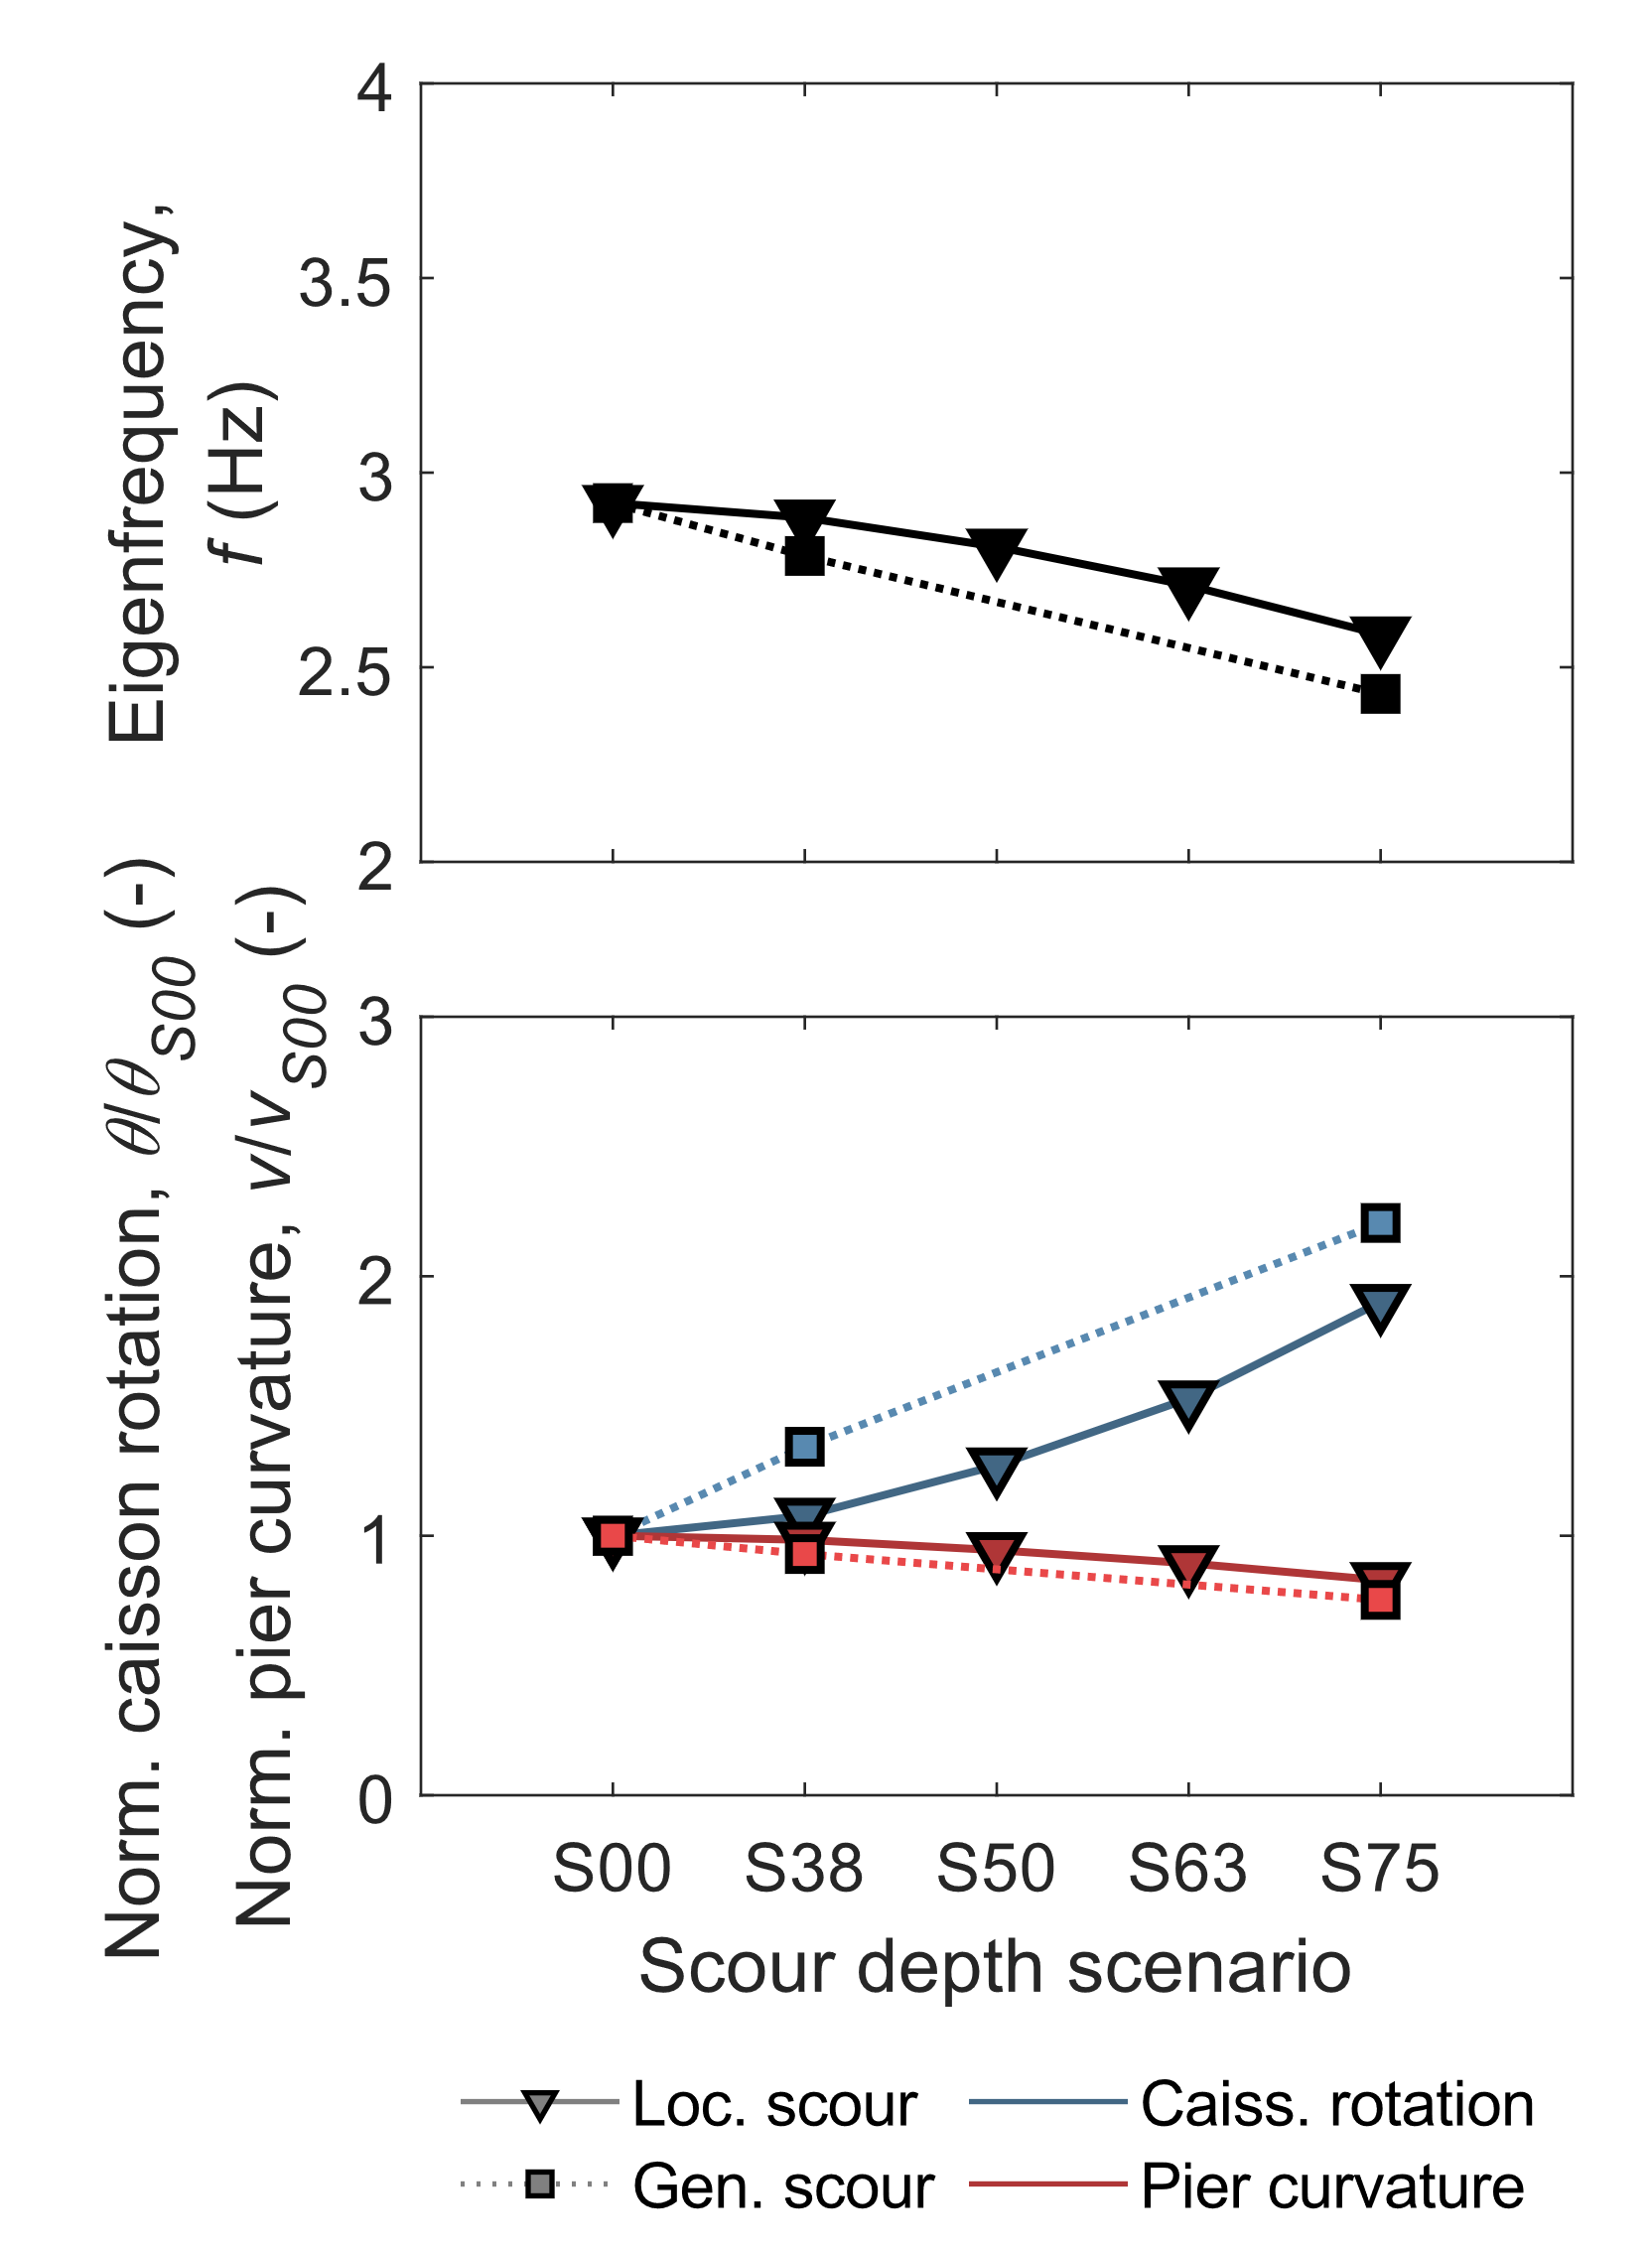 Eigenfrequency,
f (Hz)
4
3.5
3
2.5
2
Norm. caisson rotation, θ/θS00 (-)
Norm. pier curvature, v/vS00 (-)
3
2
1
0
S00 S38 S50 S63 S75
Scour depth scenario
Loc. scour Caiss. rotation
Gen. scour Pier curvature